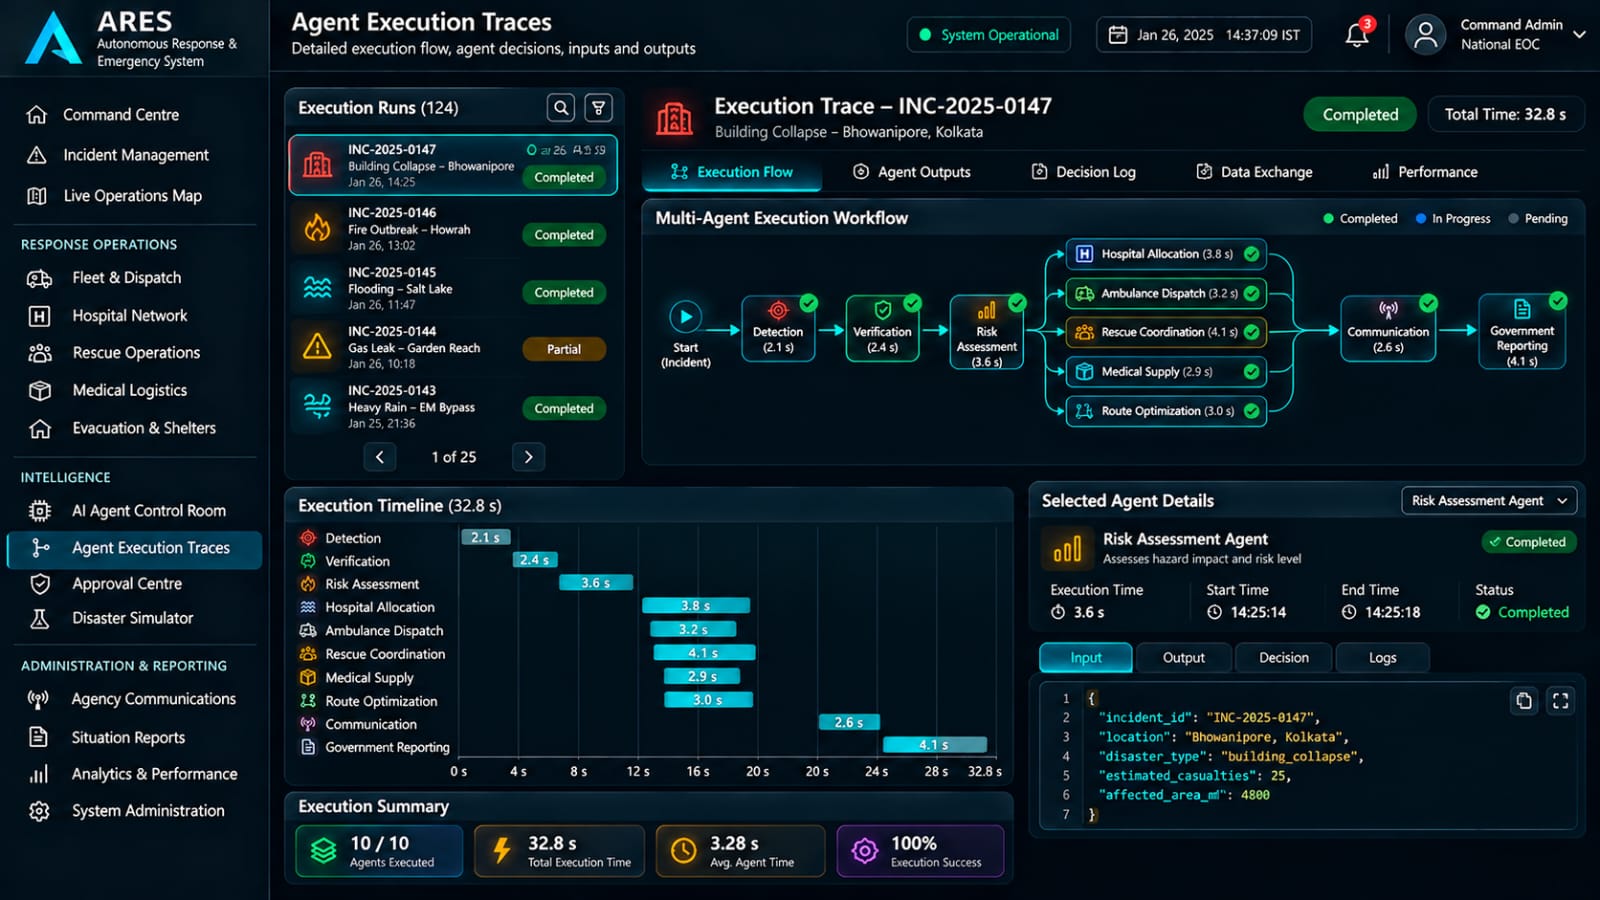 ARES
Autonomous Response &
Emergency System
Command Centre
Incident Management
Live Operations Map
RESPONSE OPERATIONS
Fleet & Dispatch
Hospital Network
Rescue Operations
Medical Logistics
Evacuation & Shelters
INTELLIGENCE
AI Agent Control Room
Agent Execution Traces
Approval Centre
Disaster Simulator
ADMINISTRATION & REPORTING
Agency Communications
Situation Reports
Analytics & Performance
System Administration
Agent Execution Traces
Detailed execution flow, agent decisions, inputs and outputs
System Operational
Jan 26, 2025 14:37:09 IST
3
Command Admin
National EOC
Execution Runs (124)
INC-2025-0147
Building Collapse – Bhowanipore
Jan 26, 14:25
Completed
INC-2025-0146
Fire Outbreak – Howrah
Jan 26, 13:02
Completed
INC-2025-0145
Flooding – Salt Lake
Jan 26, 11:47
Completed
INC-2025-0144
Gas Leak – Garden Reach
Jan 26, 10:18
Partial
INC-2025-0143
Heavy Rain – EM Bypass
Jan 25, 21:36
Completed
1 of 25
Execution Trace – INC-2025-0147
Building Collapse – Bhowanipore, Kolkata
Completed
Total Time: 32.8 s
Execution Flow
Agent Outputs
Decision Log
Data Exchange
Performance
Multi-Agent Execution Workflow
Completed
In Progress
Pending
Start
(Incident)
Detection
(2.1 s)
Verification
(2.4 s)
Risk
Assessment
(3.6 s)
H Hospital Allocation (3.8 s)
Ambulance Dispatch (3.2 s)
Rescue Coordination (4.1 s)
Medical Supply (2.9 s)
Route Optimization (3.0 s)
Communication
(2.6 s)
Government
Reporting
(4.1 s)
Execution Timeline (32.8 s)
Detection 2.1 s
Verification 2.4 s
Risk Assessment 3.6 s
Hospital Allocation 3.8 s
Ambulance Dispatch 3.2 s
Rescue Coordination 4.1 s
Medical Supply 2.9 s
Route Optimization 3.0 s
Communication 2.6 s
Government Reporting 4.1 s
0 s 4 s 8 s 12 s 16 s 20 s 20 s 24 s 28 s 32.8 s
Execution Summary
10 / 10
Agents Executed
32.8 s
Total Execution Time
3.28 s
Avg. Agent Time
100%
Execution Success
Selected Agent Details
Risk Assessment Agent
Risk Assessment Agent
Assesses hazard impact and risk level
Completed
Execution Time
3.6 s
Start Time
14:25:14
End Time
14:25:18
Status
Completed
Input
Output
Decision
Logs
1 {
2 "incident_id": "INC-2025-0147",
3 "location": "Bhowanipore, Kolkata",
4 "disaster_type": "building_collapse",
5 "estimated_casualties": 25,
6 "affected_area_㎡": 4800
7 }